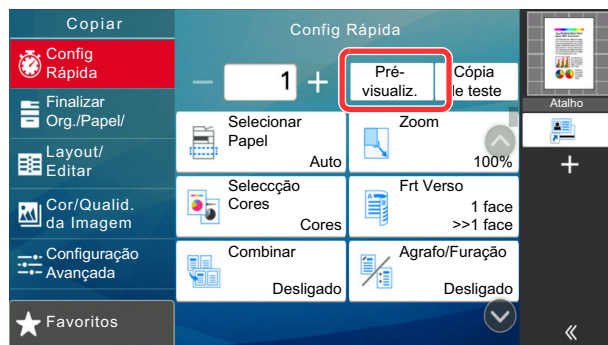 Copiar
Config Rápida
Config
Rápida
Finalizar
Org./Papel/
Layout/
Editar
Cor/Qualid.
da Imagem
Configuração
Avançada
Favoritos
1
Pré-
visualiz.
Cópia
de teste
Selecionar
Papel
Auto
Zoom
100%
Seleccção
Cores
Cores
Frt Verso
1 face
>>1 face
Combinar
Desligado
Agrafo/Furação
Desligado
Atalho